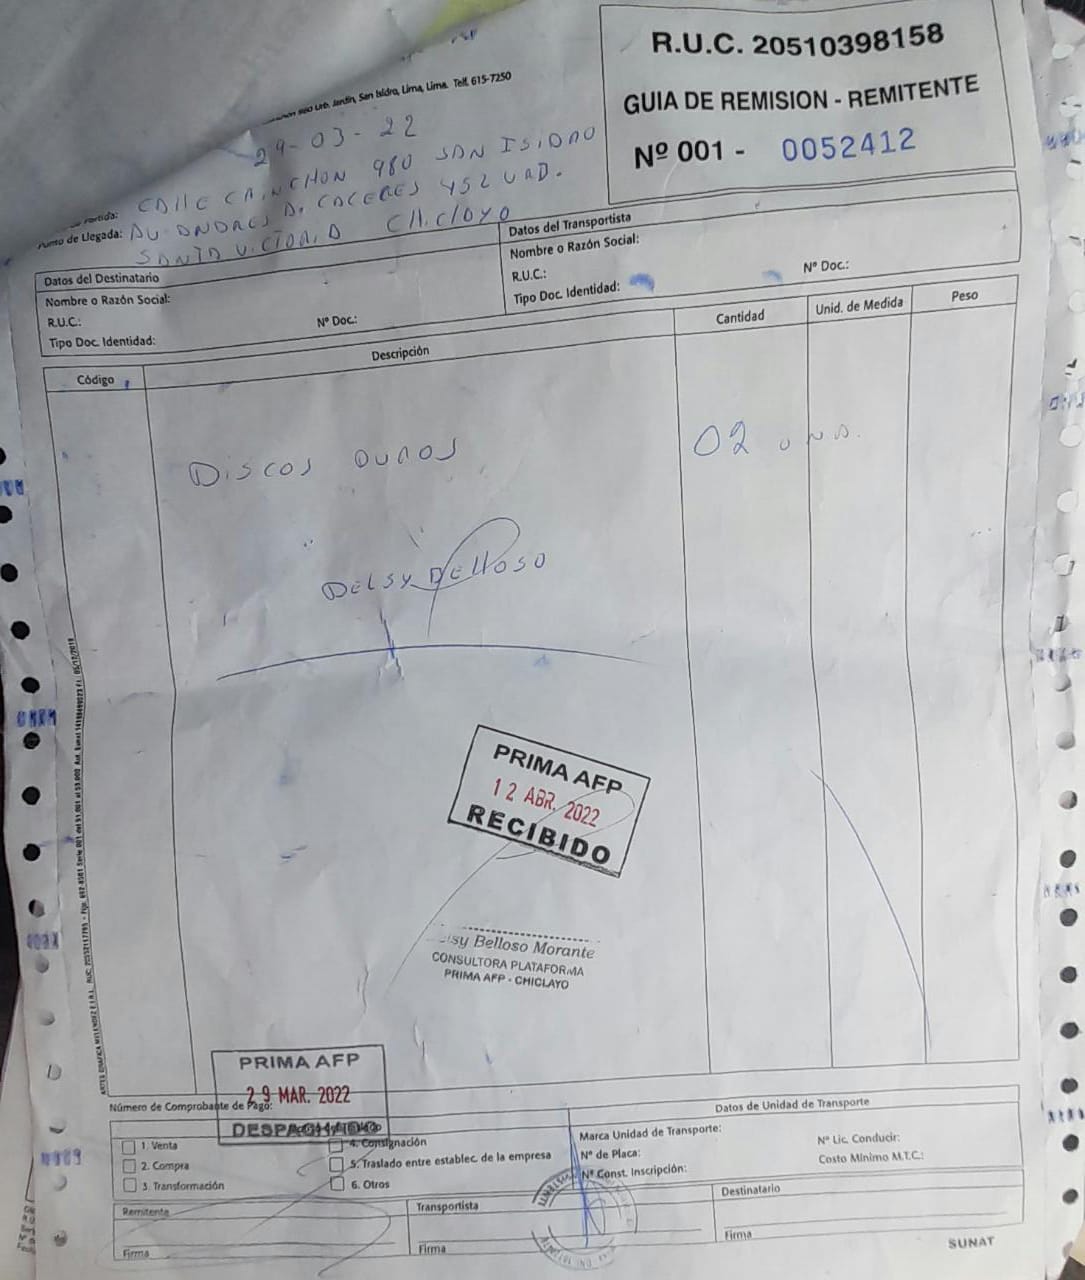 R.U.C. 20510398158
GUIA DE REMISION - REMITENTE
Nº 001 - 0052412
Urb. Jardín, San Isidro, Lima, Lima. Telf. 615-7250
29-03-22
CALLE CHINCHON 980 SAN ISIDRO
Punto de Llegada: AV. ANDRES A. CACERES 452 URB.
SANTA VICTORIA CHICLAYO
Datos del Destinatario
Nombre o Razón Social:
R.U.C.:
Nº Doc.:
Tipo Doc. Identidad:
Datos del Transportista
Nombre o Razón Social:
R.U.C.:
Nº Doc.:
Tipo Doc. Identidad:
Código
Descripción
Cantidad
Unid. de Medida
Peso
DISCOS DUROS 02 UND.
DELSY BELLOSO
PRIMA AFP
12 ABR. 2022
RECIBIDO
Belloso Morante
CONSULTORA PLATAFORMA
PRIMA AFP - CHICLAYO
PRIMA AFP
29 MAR. 2022
Número de Comprobante de Pago:
1. Venta
2. Compra
3. Transformación
4. Consignación
5. Traslado entre establec. de la empresa
6. Otros
Datos de Unidad de Transporte
Marca Unidad de Transporte:
Nº de Placa:
Nº Const. Inscripción:
Nº Lic. Conducir:
Costo Mínimo M.T.C.:
Remitente
Firma
Transportista
Firma
Destinatario
Firma
SUNAT